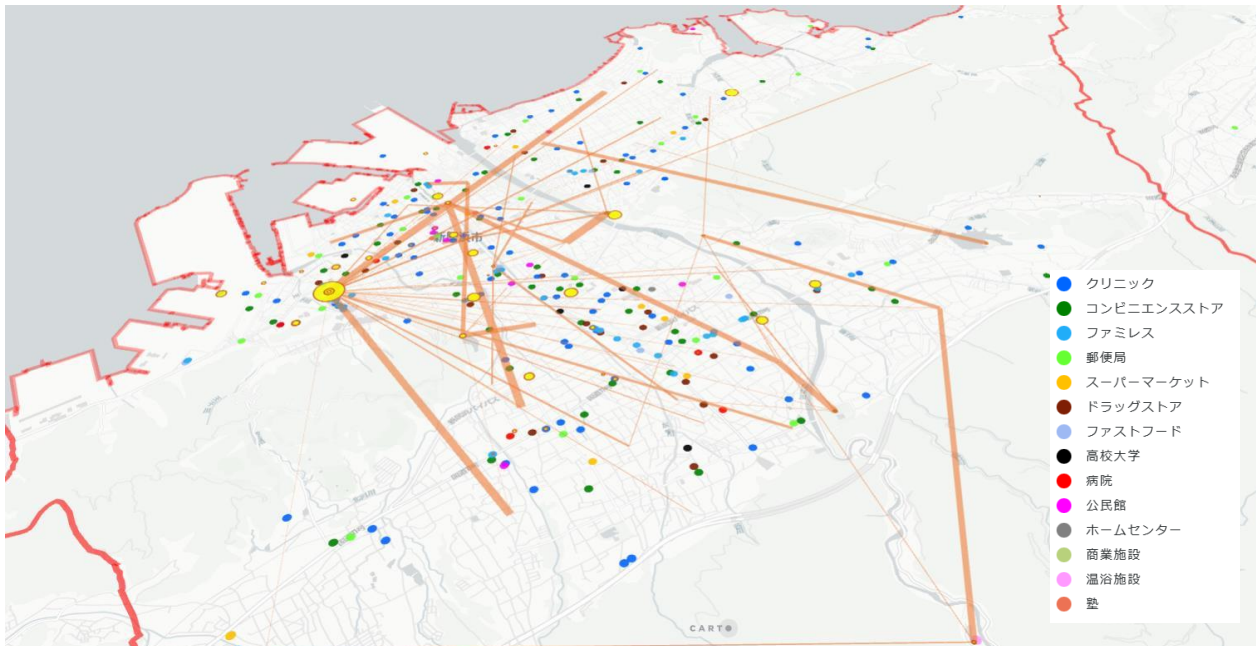 クリニック
コンビニエンスストア
ファミレス
郵便局
スーパーマーケット
ドラッグストア
ファストフード
高校大学
病院
公民館
ホームセンター
商業施設
温浴施設
塾
CARTO